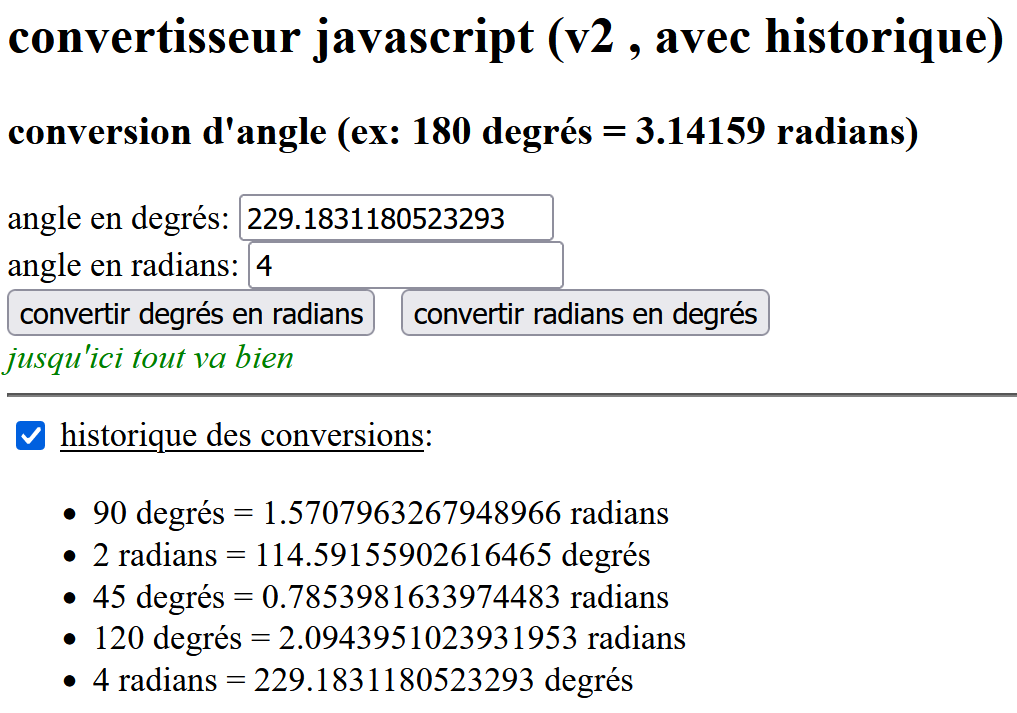 convertisseur javascript (v2 , avec historique)
conversion d'angle (ex: 180 degrés = 3.14159 radians)
angle en degrés: 229.1831180523293
angle en radians: 4
convertir degrés en radians convertir radians en degrés
jusqu'ici tout va bien
historique des conversions:
• 90 degrés = 1.5707963267948966 radians
• 2 radians = 114.59155902616465 degrés
• 45 degrés = 0.7853981633974483 radians
• 120 degrés = 2.0943951023931953 radians
• 4 radians = 229.1831180523293 degrés